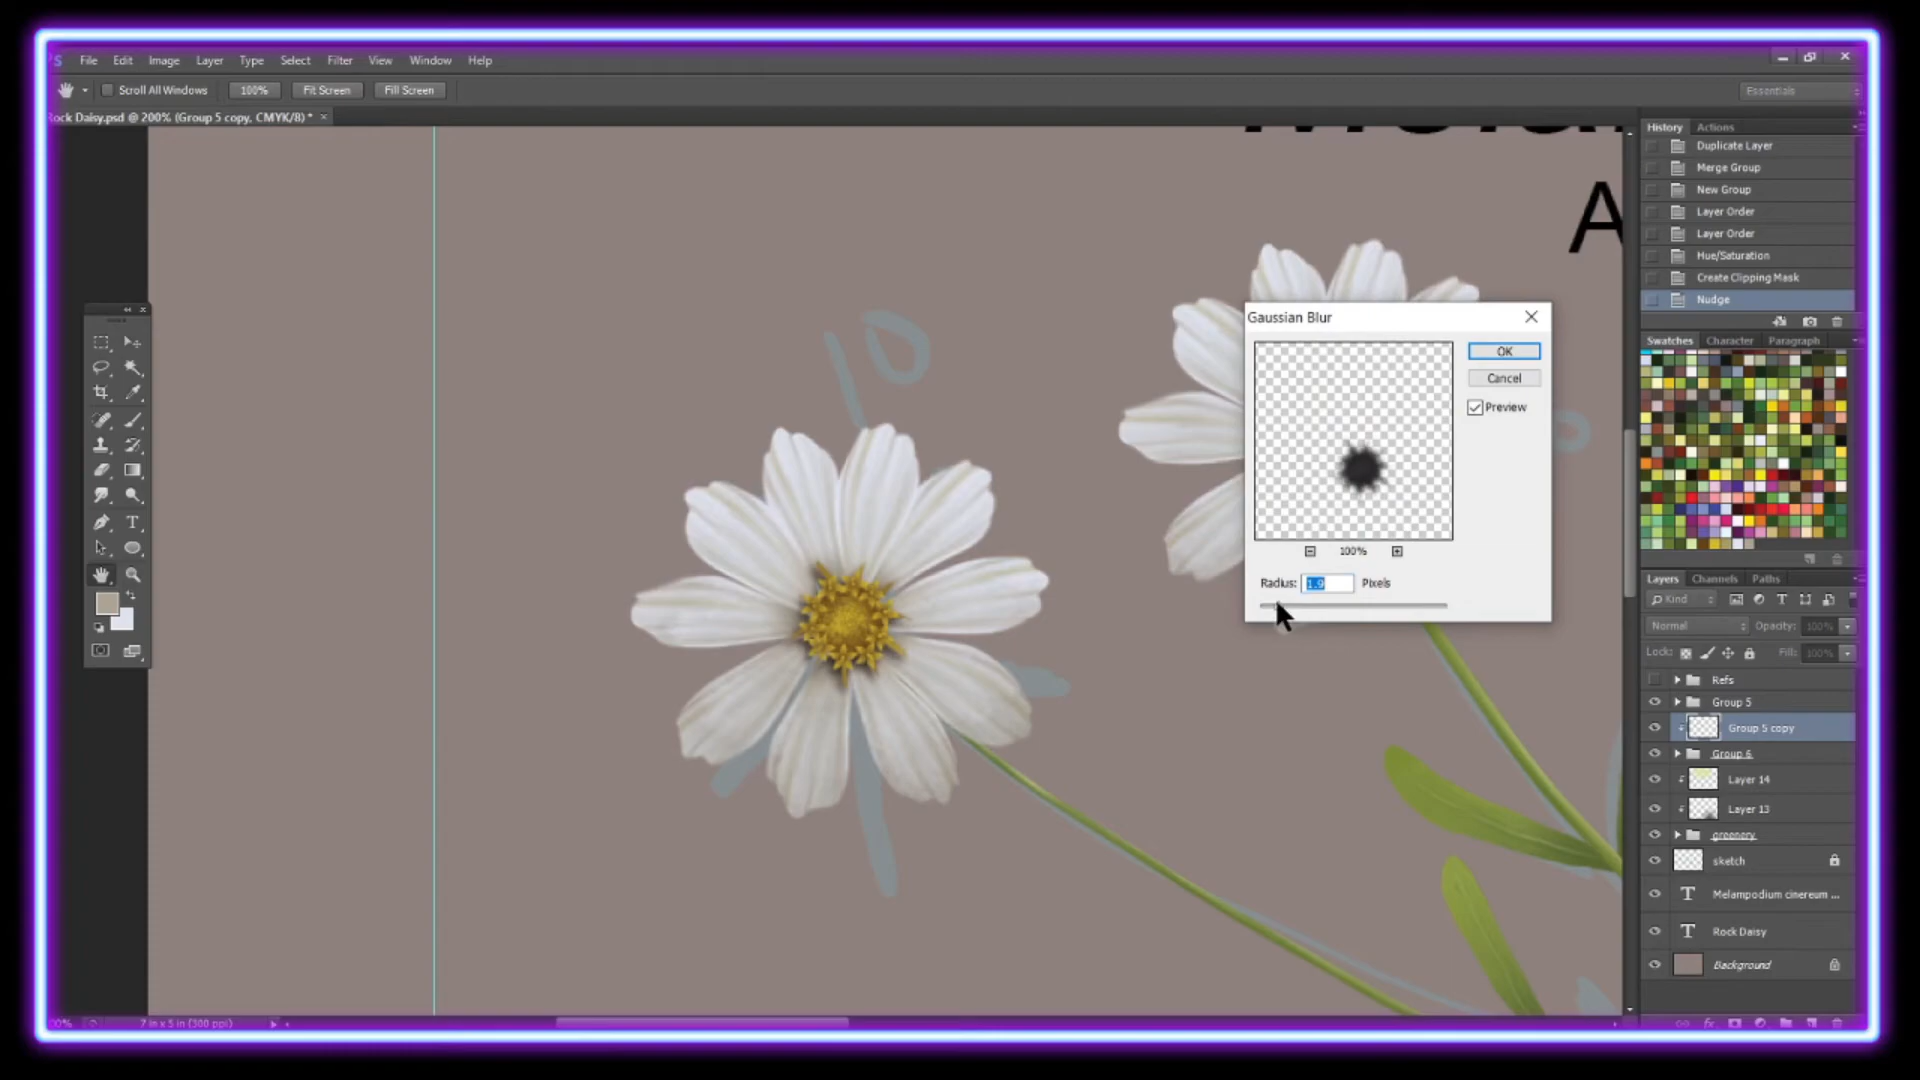 File Edit Image Layer Type Select Filter View Window Help
Scroll All Windows 100% Fit Screen Fill Screen Essentials
Rock Daisy.psd @ 200% (Group 5 copy, CMYK/8) * ×
History Actions
Duplicate Layer
Merge Group
New Group
Layer Order
Layer Order
Hue/Saturation
Create Clipping Mask
Nudge
Swatches Character Paragraph
A
10
Gaussian Blur
OK
Cancel
Preview
100%
Radius: 1.9 Pixels
Layers Channels Paths
Kind
Normal Opacity: 100%
Lock: Fill: 100%
Refs
Group 5
Group 5 copy
Group 6
Layer 14
Layer 13
greenery
sketch
T Melampodium cinereum ...
T Rock Daisy
Background
7 in x 5 in (300 ppi)